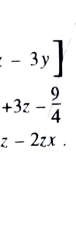 - 3y ]
+3z - 9/4
z - 2zx .